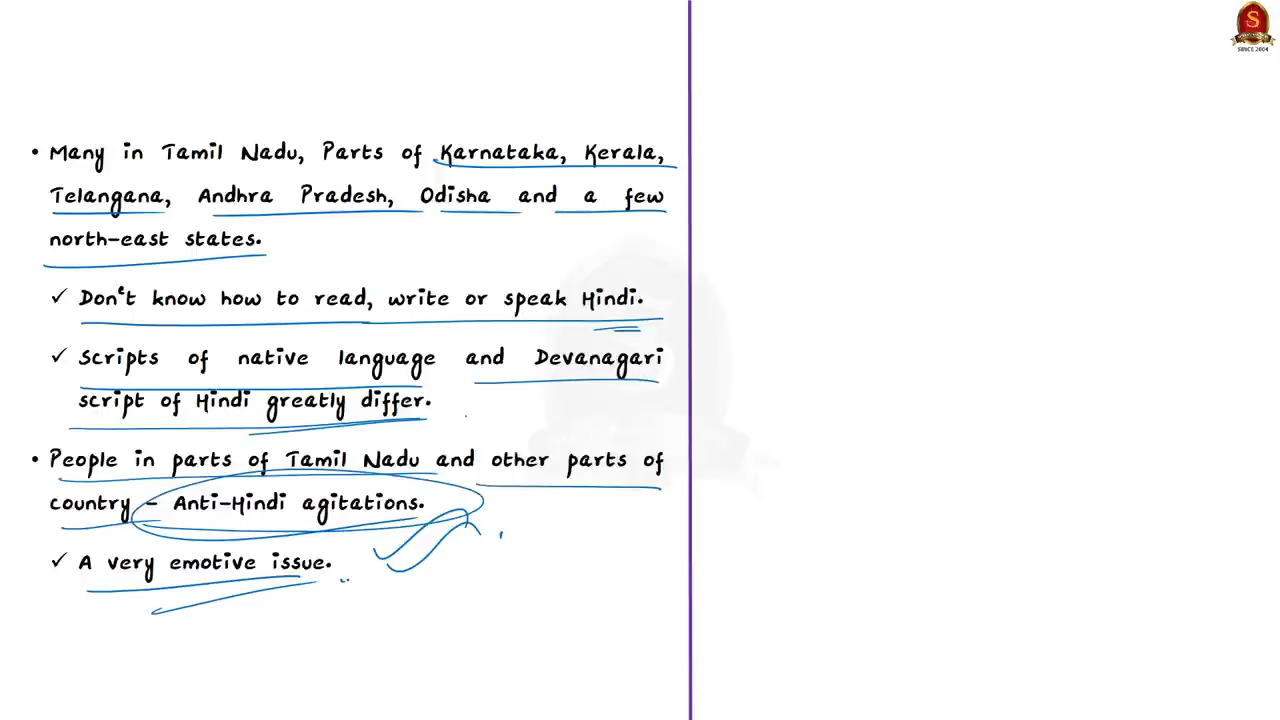 S
SINCE 2004
• Many in Tamil Nadu, Parts of Karnataka, Kerala,
Telangana, Andhra Pradesh, Odisha and a few
north-east states.
✓ Don't know how to read, write or speak Hindi.
✓ Scripts of native language and Devanagari
script of Hindi greatly differ.
• People in parts of Tamil Nadu and other parts of
country - Anti-Hindi agitations.
✓ A very emotive issue.